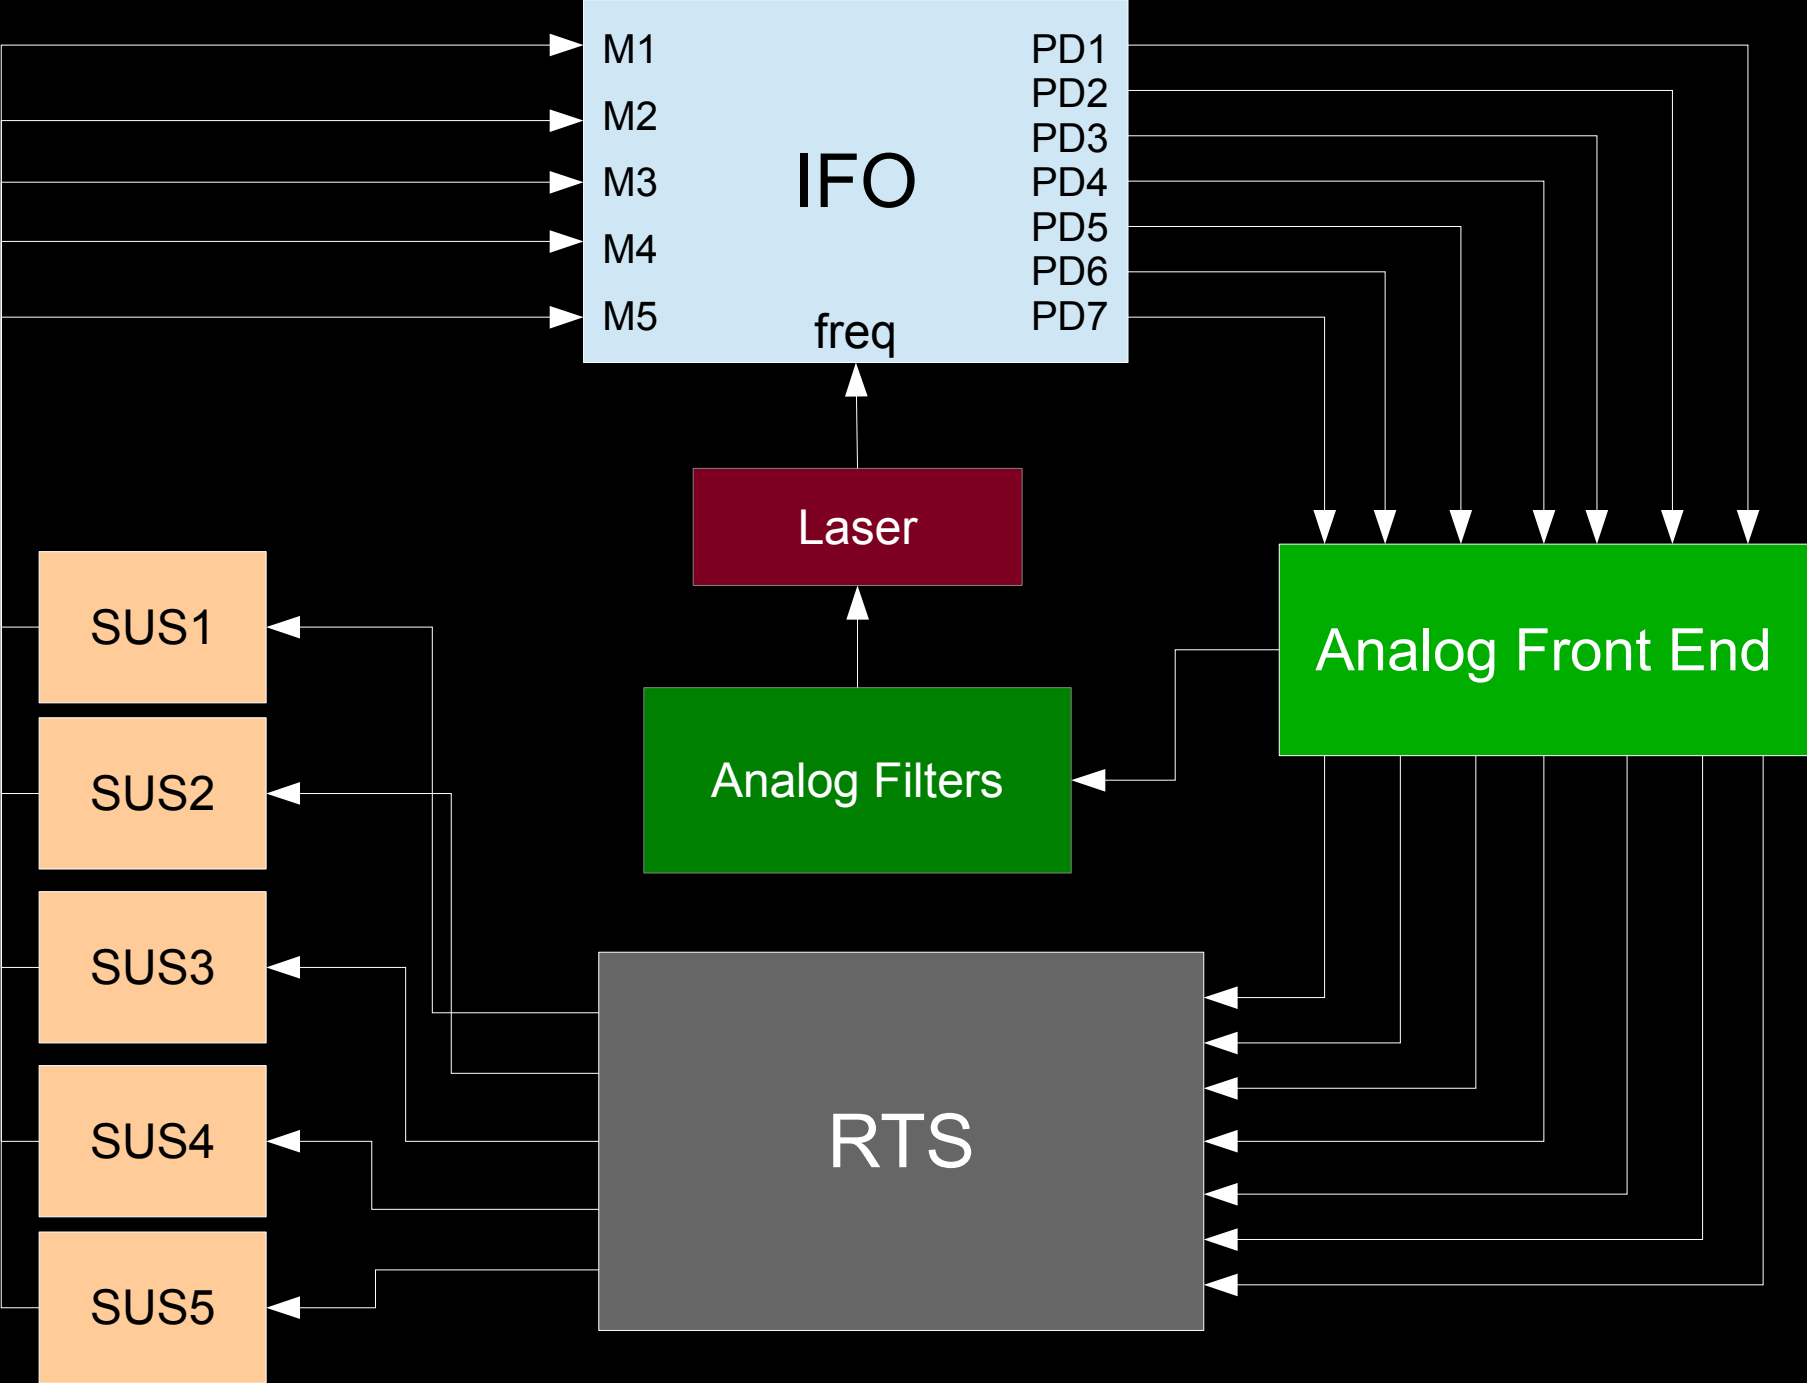 M1
M2
M3
M4
M5
IFO
freq
PD1
PD2
PD3
PD4
PD5
PD6
PD7
Laser
Analog Front End
Analog Filters
SUS1
SUS2
SUS3
SUS4
SUS5
RTS